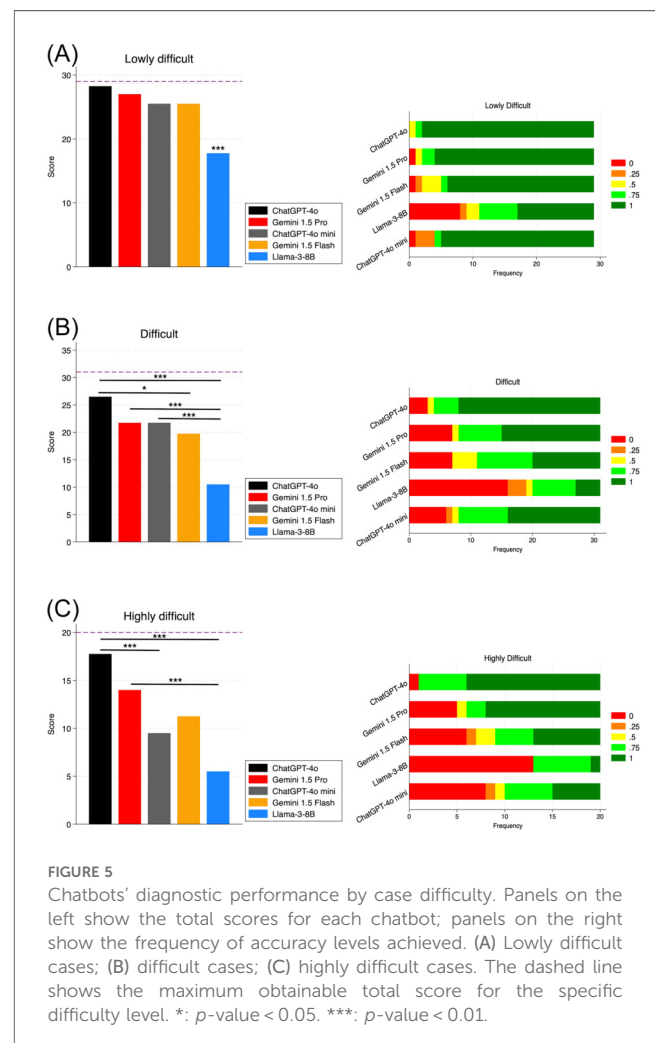 (A)
Lowly difficult
30
20
10
0
Score
***
ChatGPT-4o
Gemini 1.5 Pro
ChatGPT-4o mini
Gemini 1.5 Flash
Llama-3-8B
Lowly Difficult
ChatGPT-4o
Gemini 1.5 Pro
Gemini 1.5 Flash
Llama-3-8B
ChatGPT-4o mini
0 10 20 30
Frequency
0
.25
.5
.75
1
(B)
Difficult
35
30
25
20
15
10
5
0
Score
***
*
***
***
ChatGPT-4o
Gemini 1.5 Pro
ChatGPT-4o mini
Gemini 1.5 Flash
Llama-3-8B
Difficult
ChatGPT-4o
Gemini 1.5 Pro
Gemini 1.5 Flash
Llama-3-8B
ChatGPT-4o mini
0 10 20 30
Frequency
0
.25
.5
.75
1
(C)
Highly difficult
20
15
10
5
0
Score
***
***
***
ChatGPT-4o
Gemini 1.5 Pro
ChatGPT-4o mini
Gemini 1.5 Flash
Llama-3-8B
Highly Difficult
ChatGPT-4o
Gemini 1.5 Pro
Gemini 1.5 Flash
Llama-3-8B
ChatGPT-4o mini
0 5 10 15 20
Frequency
0
.25
.5
.75
1
FIGURE 5
Chatbots’ diagnostic performance by case difficulty. Panels on the
left show the total scores for each chatbot; panels on the right
show the frequency of accuracy levels achieved. (A) Lowly difficult
cases; (B) difficult cases; (C) highly difficult cases. The dashed line
shows the maximum obtainable total score for the specific
difficulty level. *: p-value < 0.05. ***: p-value < 0.01.